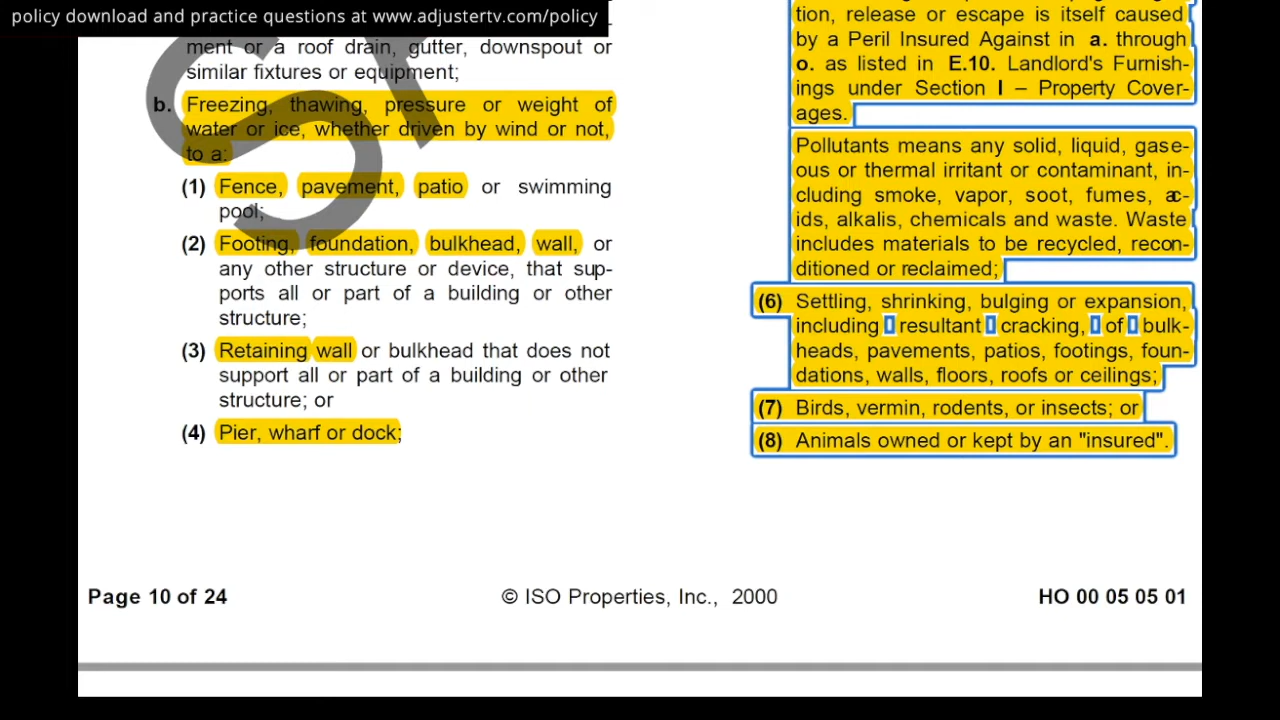 policy download and practice questions at www.adjustertv.com/policy
ment or a roof drain, gutter, downspout or
similar fixtures or equipment;
b. Freezing, thawing, pressure or weight of
water or ice, whether driven by wind or not,
to a:
(1) Fence, pavement, patio or swimming
pool;
(2) Footing, foundation, bulkhead, wall, or
any other structure or device, that sup-
ports all or part of a building or other
structure;
(3) Retaining wall or bulkhead that does not
support all or part of a building or other
structure; or
(4) Pier, wharf or dock;
tion, release or escape is itself caused
by a Peril Insured Against in a. through
o. as listed in E.10. Landlord's Furnish-
ings under Section I – Property Cover-
ages.
Pollutants means any solid, liquid, gase-
ous or thermal irritant or contaminant, in-
cluding smoke, vapor, soot, fumes, ac-
ids, alkalis, chemicals and waste. Waste
includes materials to be recycled, recon-
ditioned or reclaimed;
(6) Settling, shrinking, bulging or expansion,
including resultant cracking, of bulk-
heads, pavements, patios, footings, foun-
dations, walls, floors, roofs or ceilings;
(7) Birds, vermin, rodents, or insects; or
(8) Animals owned or kept by an "insured".
Page 10 of 24
© ISO Properties, Inc., 2000
HO 00 05 05 01